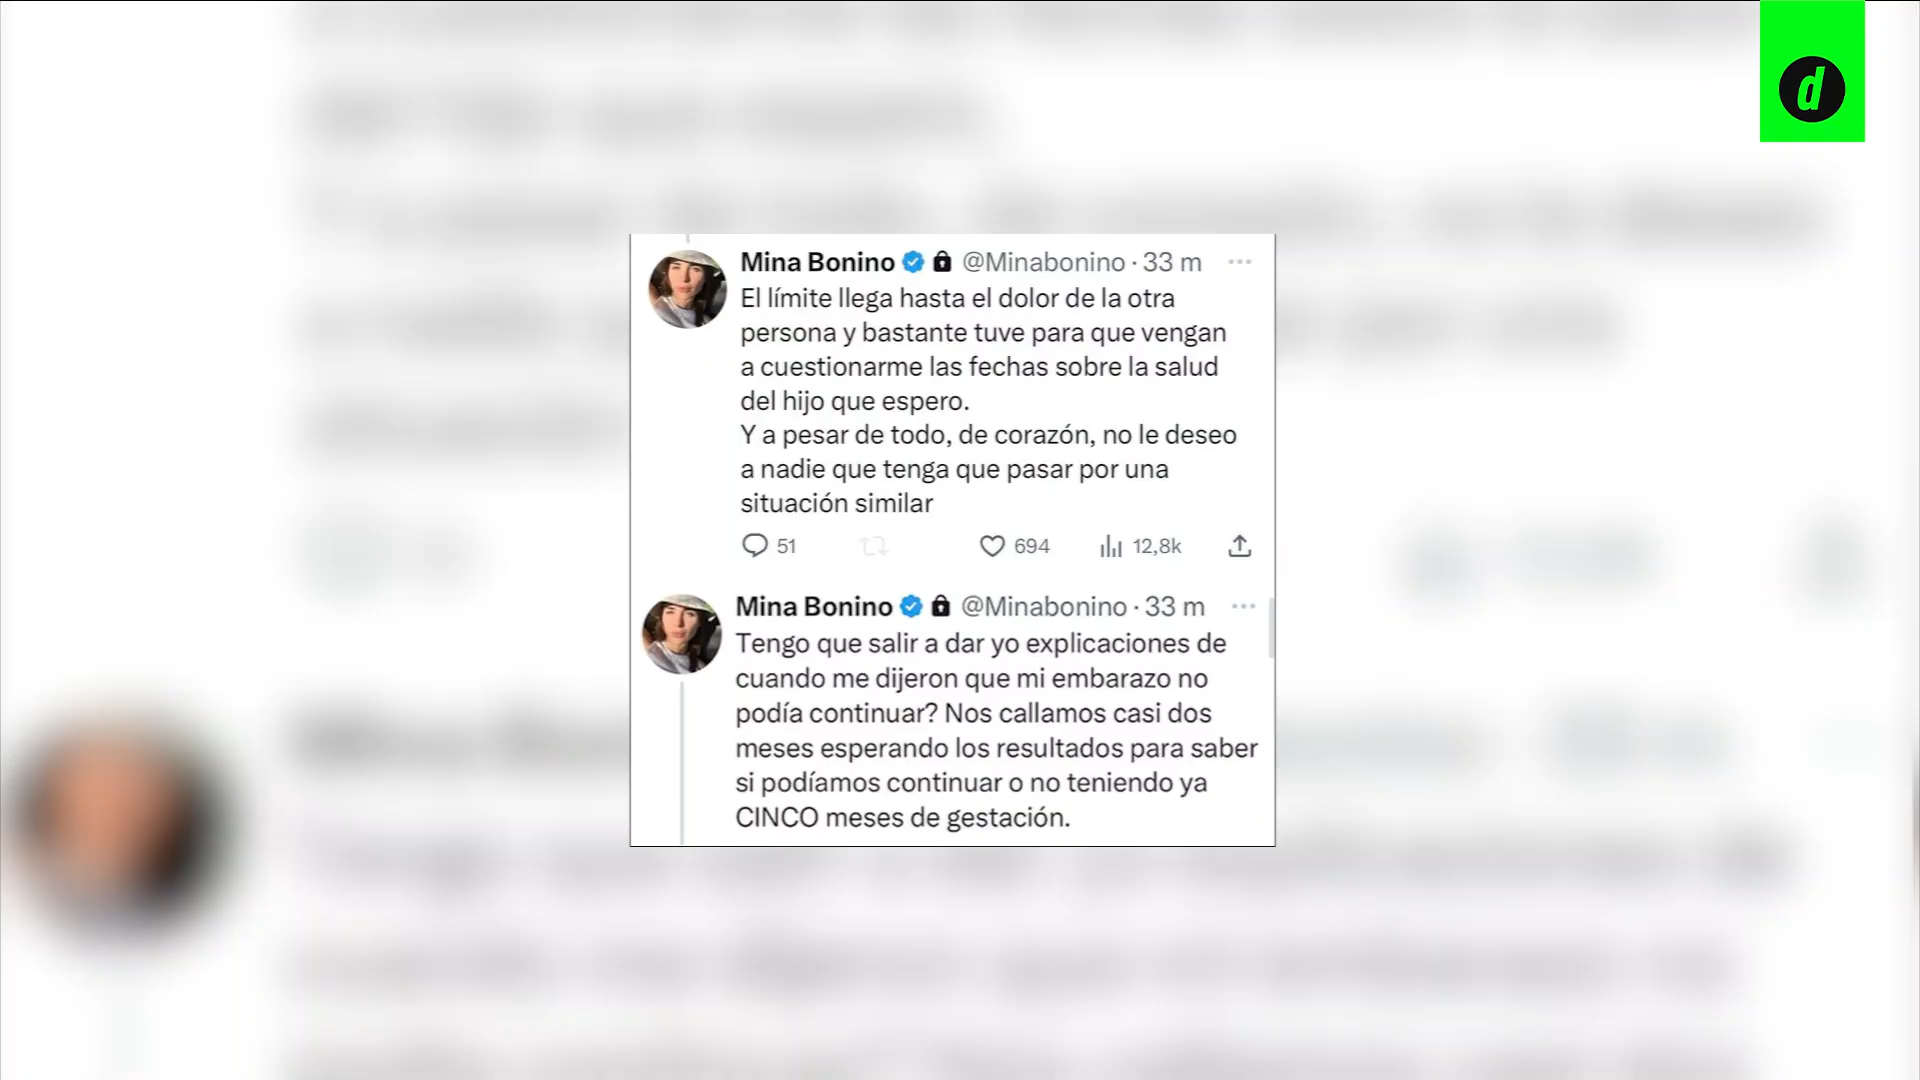 d
Mina Bonino @Minabonino · 33 m
El límite llega hasta el dolor de la otra
persona y bastante tuve para que vengan
a cuestionarme las fechas sobre la salud
del hijo que espero.
Y a pesar de todo, de corazón, no le deseo
a nadie que tenga que pasar por una
situación similar
51 694 12,8k
Mina Bonino @Minabonino · 33 m
Tengo que salir a dar yo explicaciones de
cuando me dijeron que mi embarazo no
podía continuar? Nos callamos casi dos
meses esperando los resultados para saber
si podíamos continuar o no teniendo ya
CINCO meses de gestación.